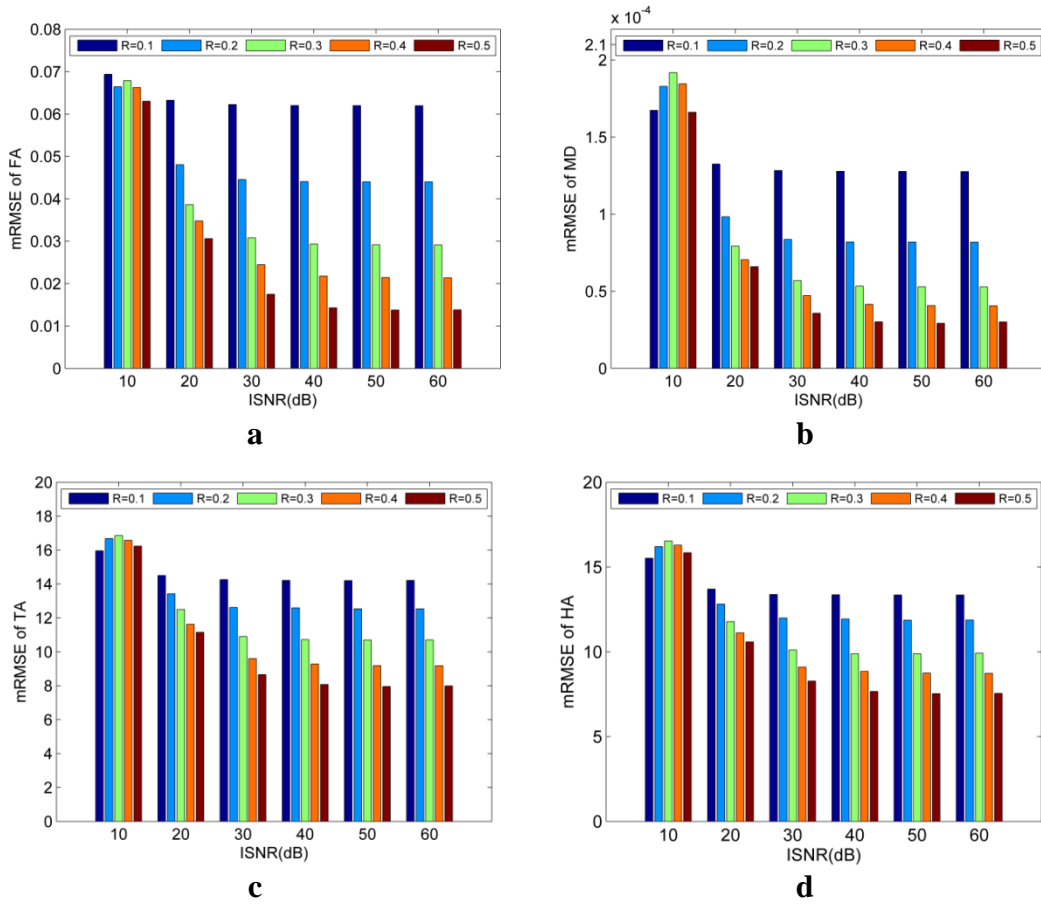 0.08
R=0.1 R=0.2 R=0.3 R=0.4 R=0.5
0.07
0.06
0.05
0.04
0.03
0.02
0.01
0
mRMSE of FA
10 20 30 40 50 60
ISNR(dB)
a
x 10⁻⁴
2.1
R=0.1 R=0.2 R=0.3 R=0.4 R=0.5
2
1.5
1
0.5
0
mRMSE of MD
10 20 30 40 50 60
ISNR(dB)
b
20
R=0.1 R=0.2 R=0.3 R=0.4 R=0.5
18
16
14
12
10
8
6
4
2
0
mRMSE of TA
10 20 30 40 50 60
ISNR(dB)
c
20
R=0.1 R=0.2 R=0.3 R=0.4 R=0.5
15
10
5
0
mRMSE of HA
10 20 30 40 50 60
ISNR(dB)
d